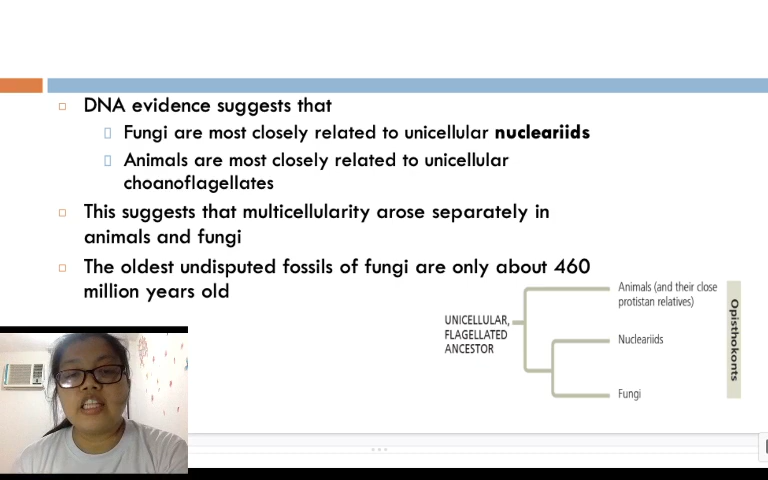 DNA evidence suggests that
Fungi are most closely related to unicellular nucleariids
Animals are most closely related to unicellular
choanoflagellates
This suggests that multicellularity arose separately in
animals and fungi
The oldest undisputed fossils of fungi are only about 460
million years old
UNICELLULAR,
FLAGELLATED
ANCESTOR
Animals (and their close
protistan relatives)
Nucleariids
Fungi
Opisthokonts